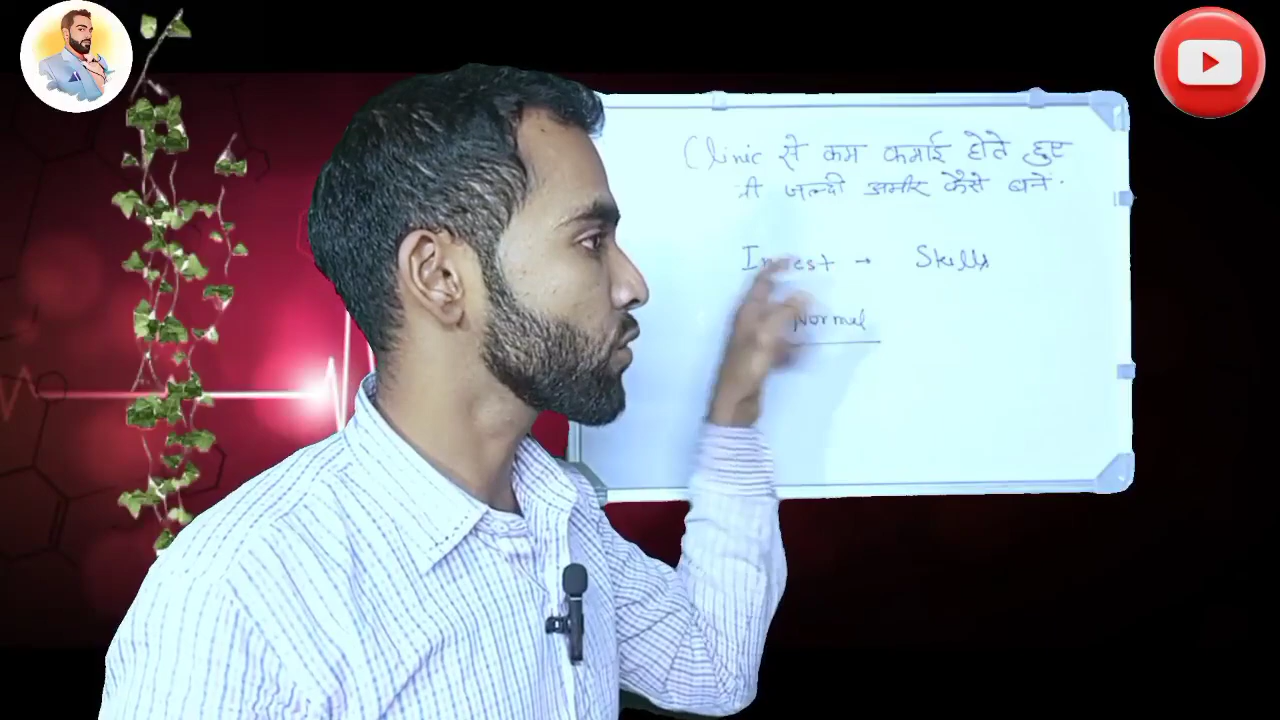 Clinic से कम कमाई होते हुए
भी जल्दी अमीर कैसे बने.
Invest → Skills
Normal